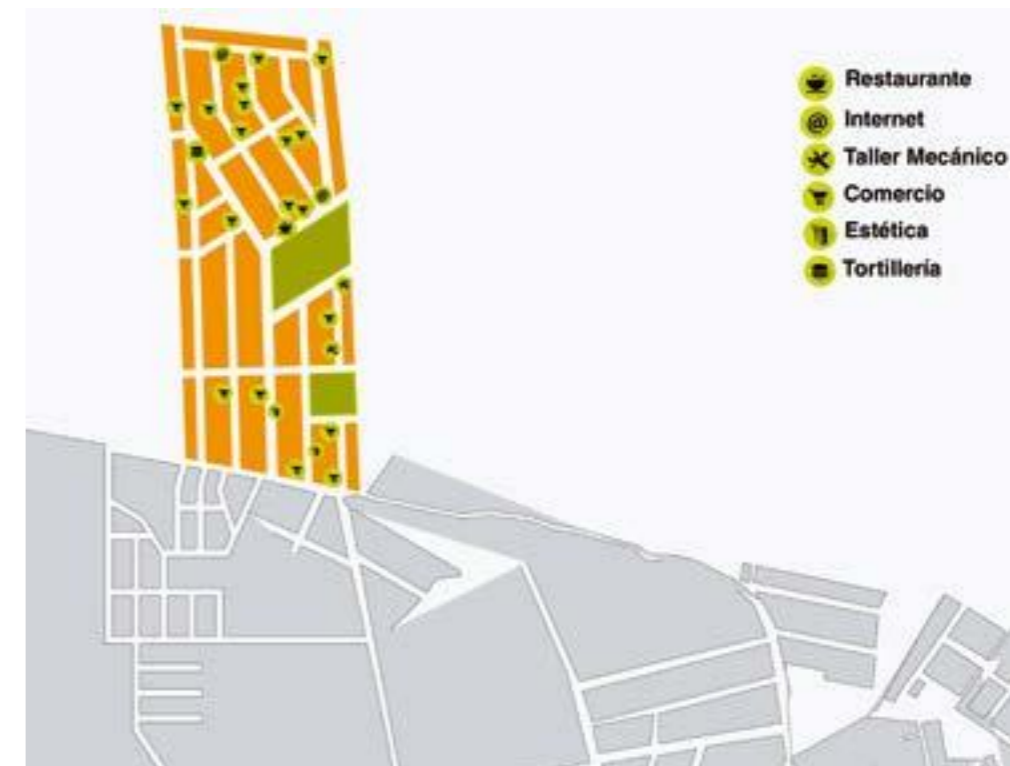 Restaurante
@ Internet
Taller Mecánico
Comercio
Estética
Tortillería